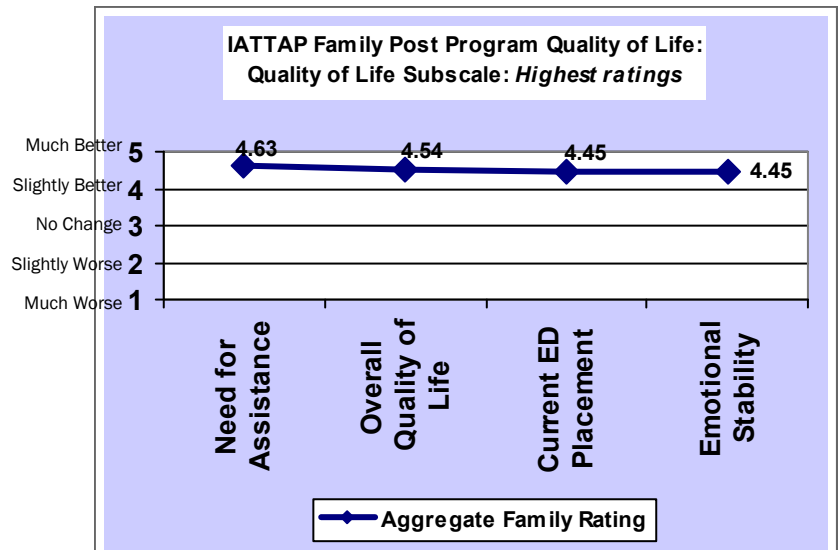 IATTAP Family Post Program Quality of Life:
Quality of Life Subscale: Highest ratings
Much Better 5
Slightly Better 4
No Change 3
Slightly Worse 2
Much Worse 1
4.63
4.54
4.45
4.45
Need for
Assistance
Overall
Quality of
Life
Current ED
Placement
Emotional
Stability
Aggregate Family Rating